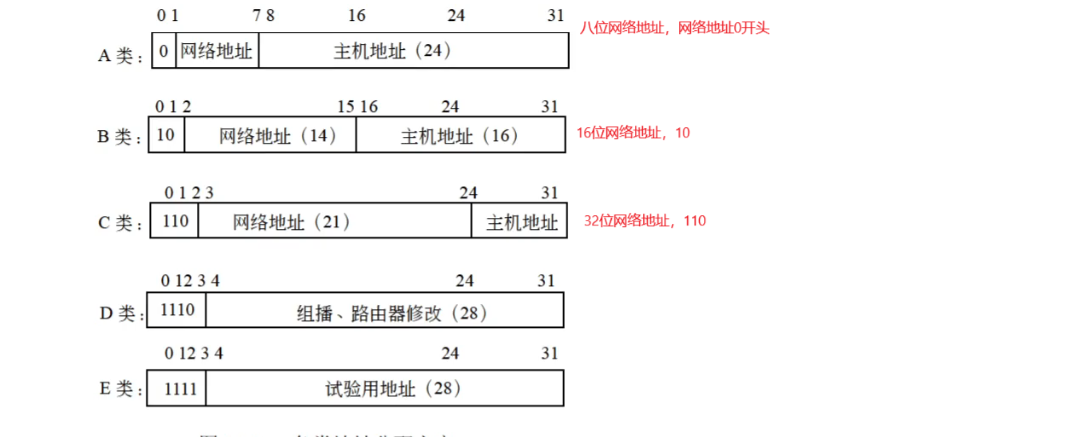 0 1 7 8 16 24 31
八位网络地址，网络地址0开头
A 类： 0 网络地址 主机地址（24）
0 1 2 15 16 24 31
B 类： 10 网络地址（14） 主机地址（16） 16位网络地址，10
0 1 2 3 24 31
C 类： 110 网络地址（21） 主机地址 32位网络地址，110
0 12 3 4 24 31
D 类： 1110 组播、路由器修改（28）
0 12 3 4 24 31
E 类： 1111 试验用地址（28）